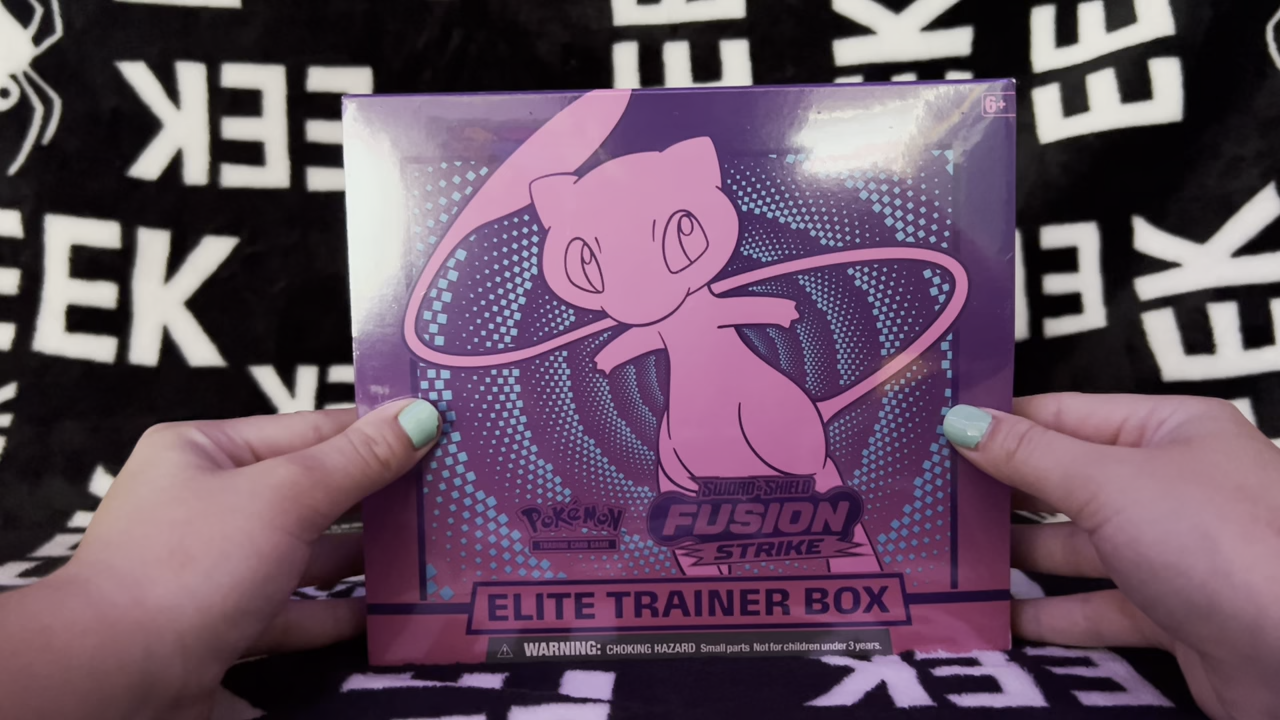 EEK
EEK
EEK
EEK
EEK
6+
SWORD & SHIELD
POKéMON
TRADING CARD GAME
FUSION
STRIKE
ELITE TRAINER BOX
WARNING: CHOKING HAZARD Small parts Not for children under 3 years.